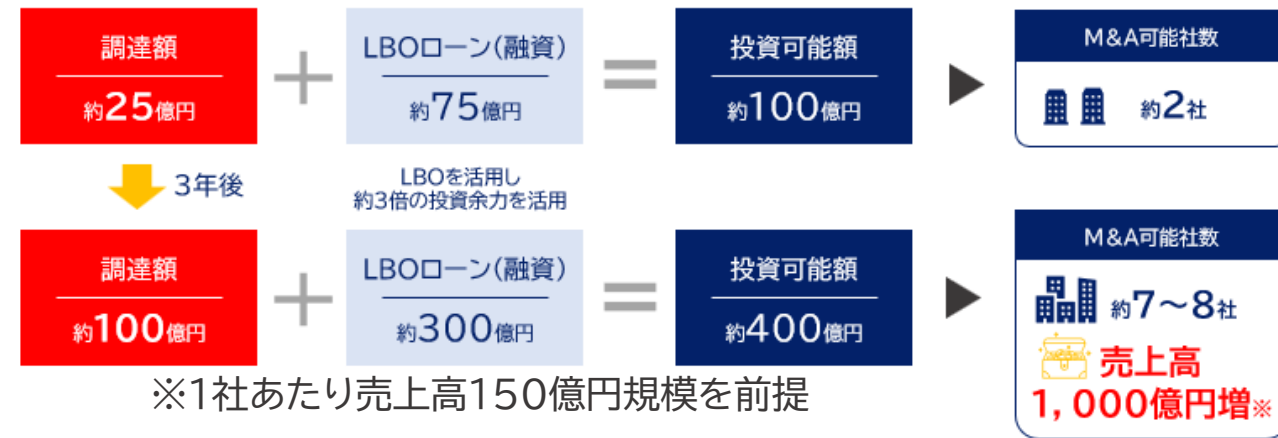 調達額
約25億円
LBOローン(融資)
約75億円
投資可能額
約100億円
M&A可能社数
約2社
3年後
LBOを活用し
約3倍の投資余力を活用
調達額
約100億円
LBOローン(融資)
約300億円
投資可能額
約400億円
M&A可能社数
約7〜8社
売上高
1,000億円増※
※1社あたり売上高150億円規模を前提